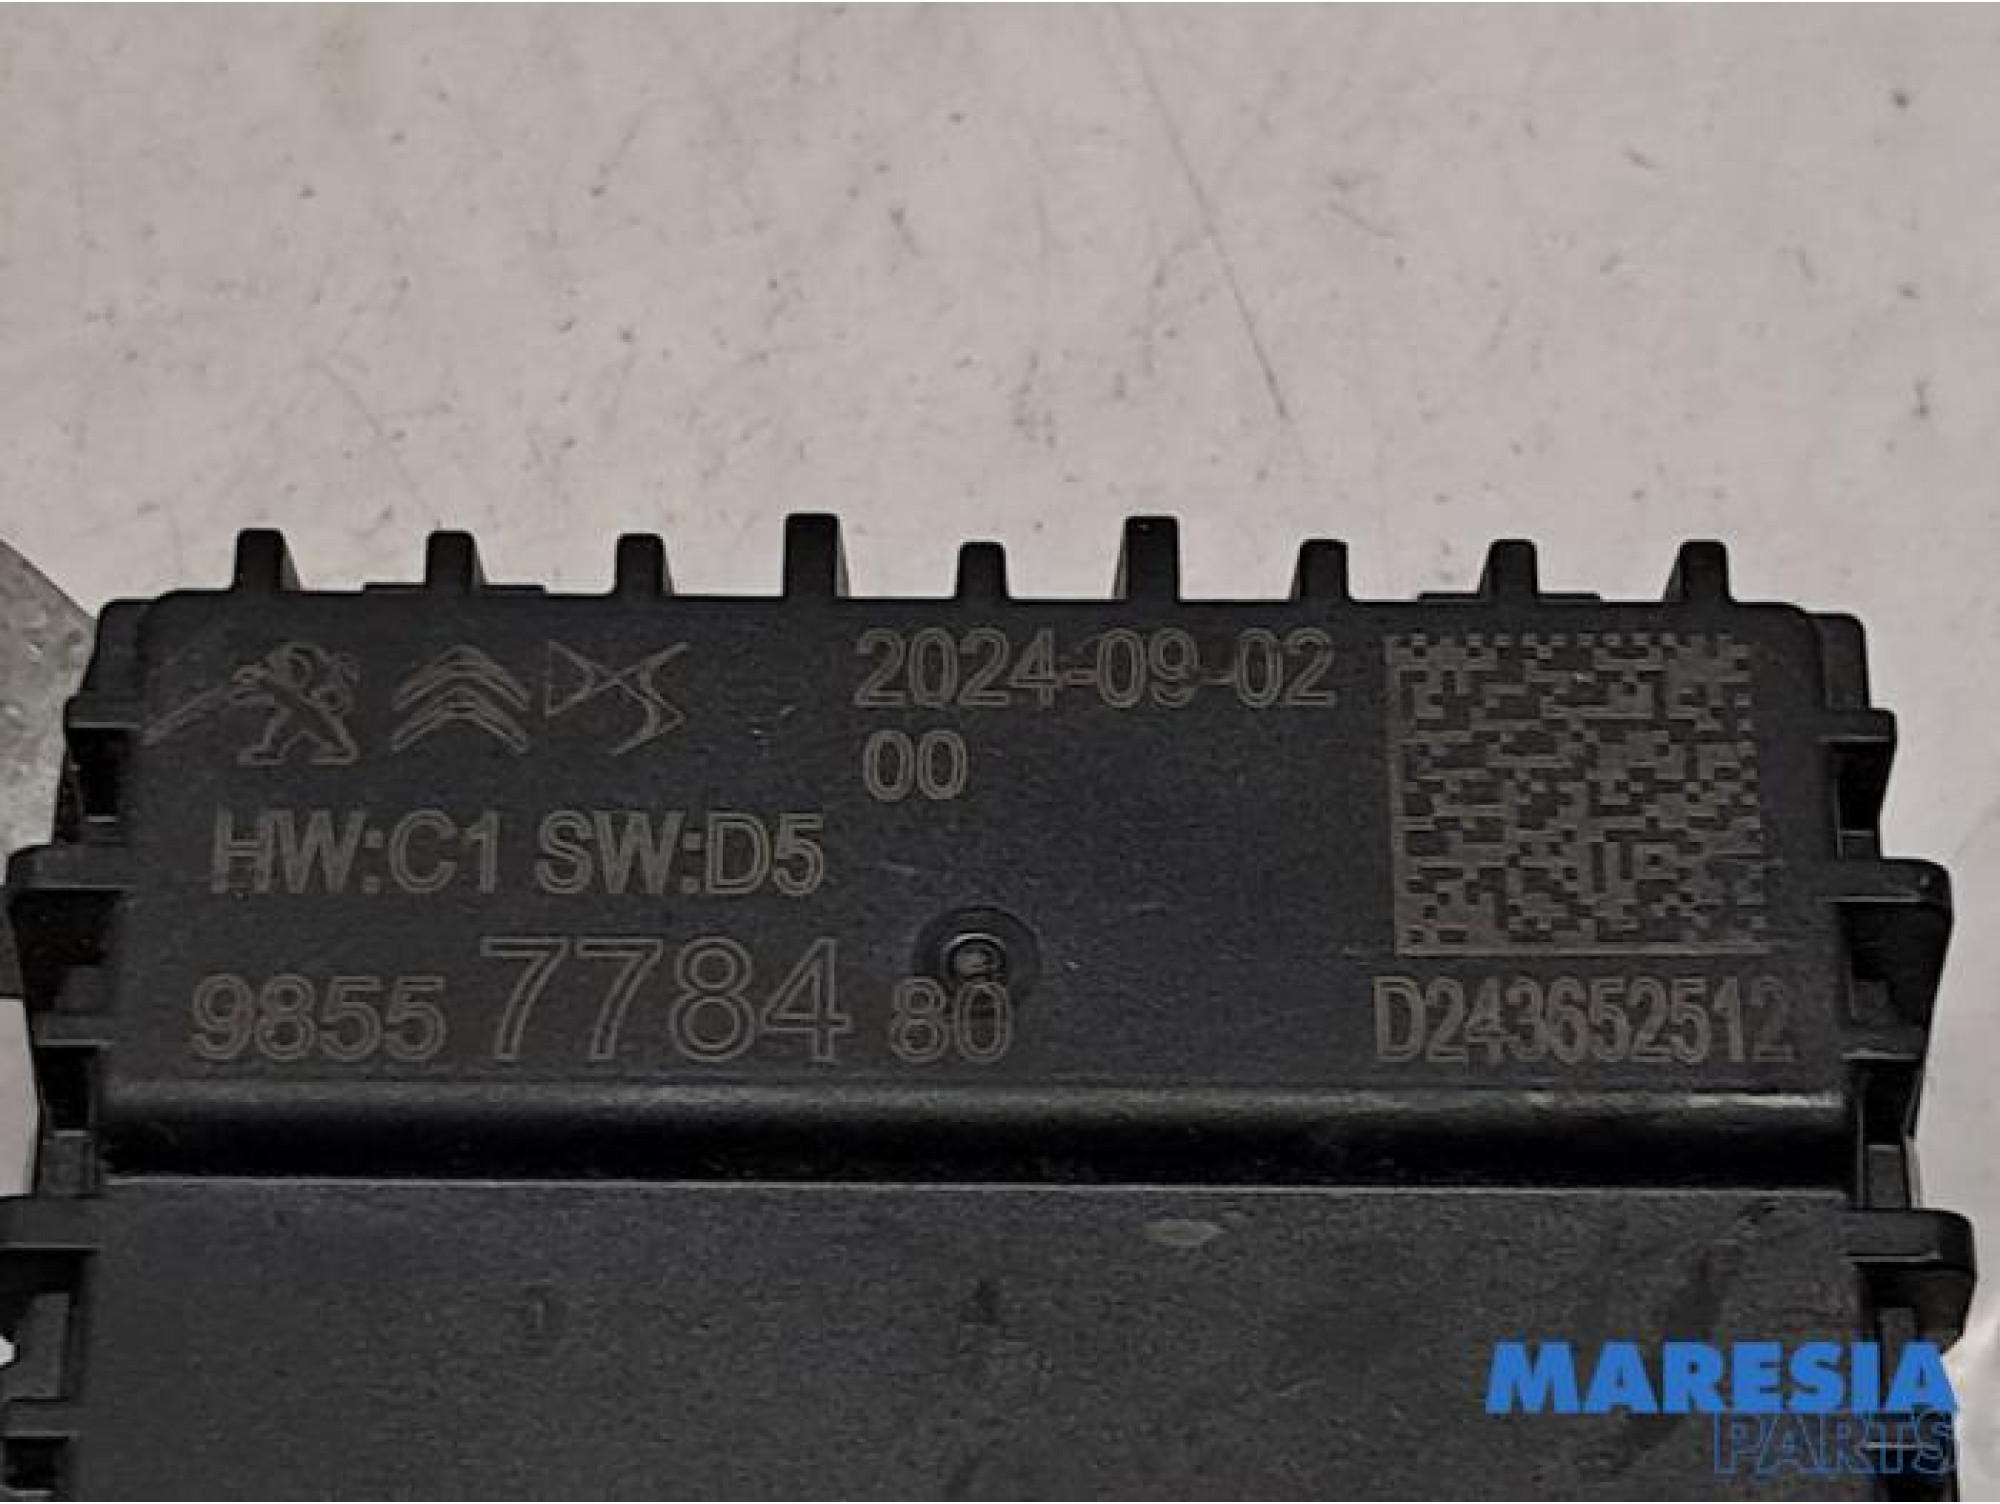 2024-09-02
00
HW:C1 SW:D5
9855 7784 80
D243652512
MARESIA
PARTS